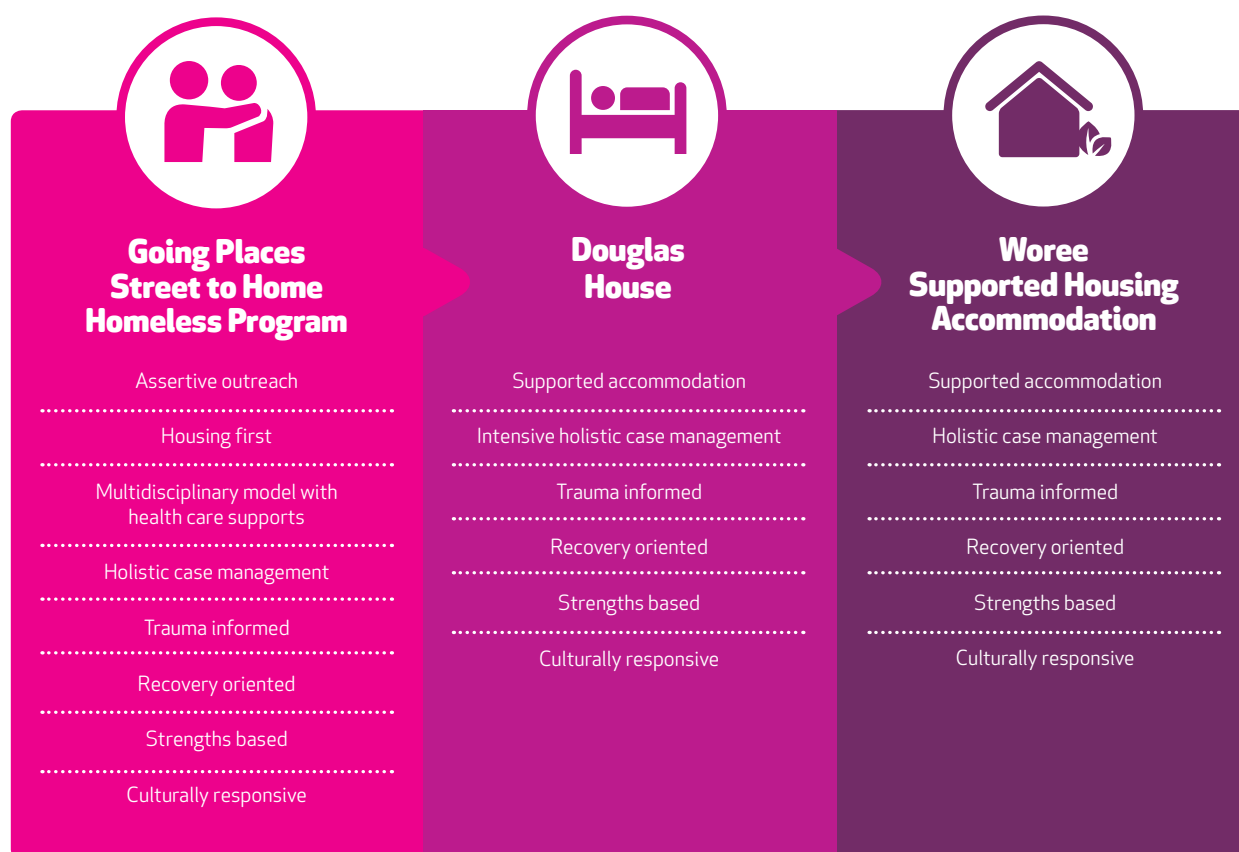 Going Places
Street to Home
Homeless Program
Assertive outreach
Housing first
Multidisciplinary model with
health care supports
Holistic case management
Trauma informed
Recovery oriented
Strengths based
Culturally responsive
Douglas
House
Supported accommodation
Intensive holistic case management
Trauma informed
Recovery oriented
Strengths based
Culturally responsive
Woree
Supported Housing
Accommodation
Supported accommodation
Holistic case management
Trauma informed
Recovery oriented
Strengths based
Culturally responsive